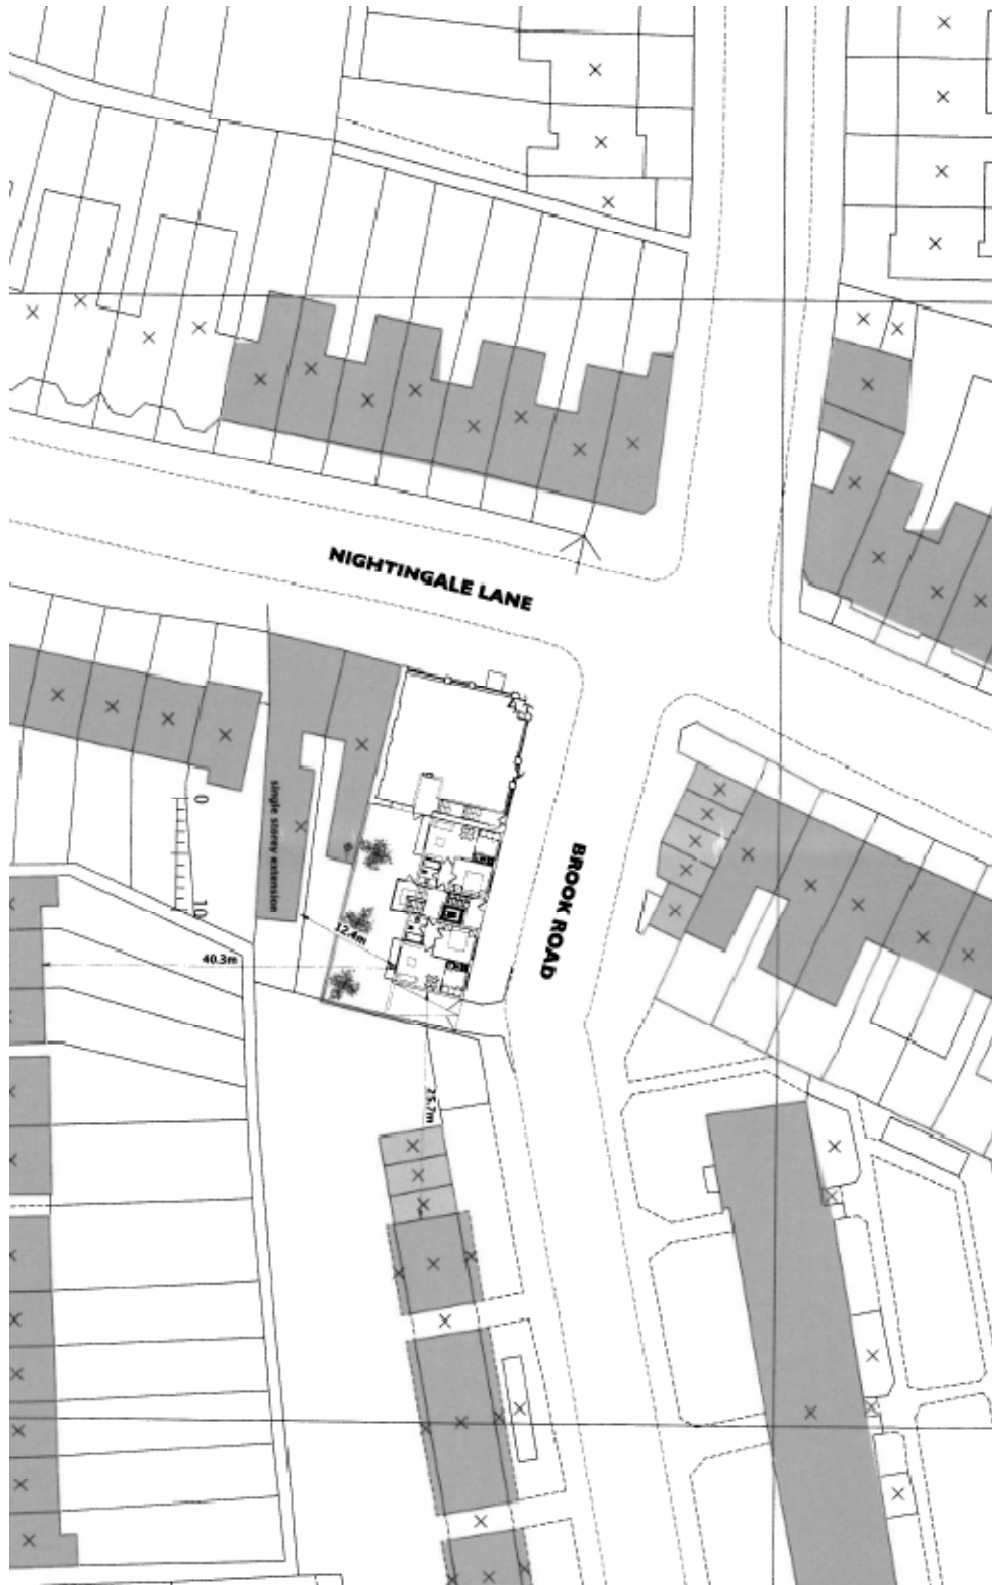 NIGHTINGALE LANE
0
single storey extension
BROOK ROAD
10
12.4m
40.3m
25.7m